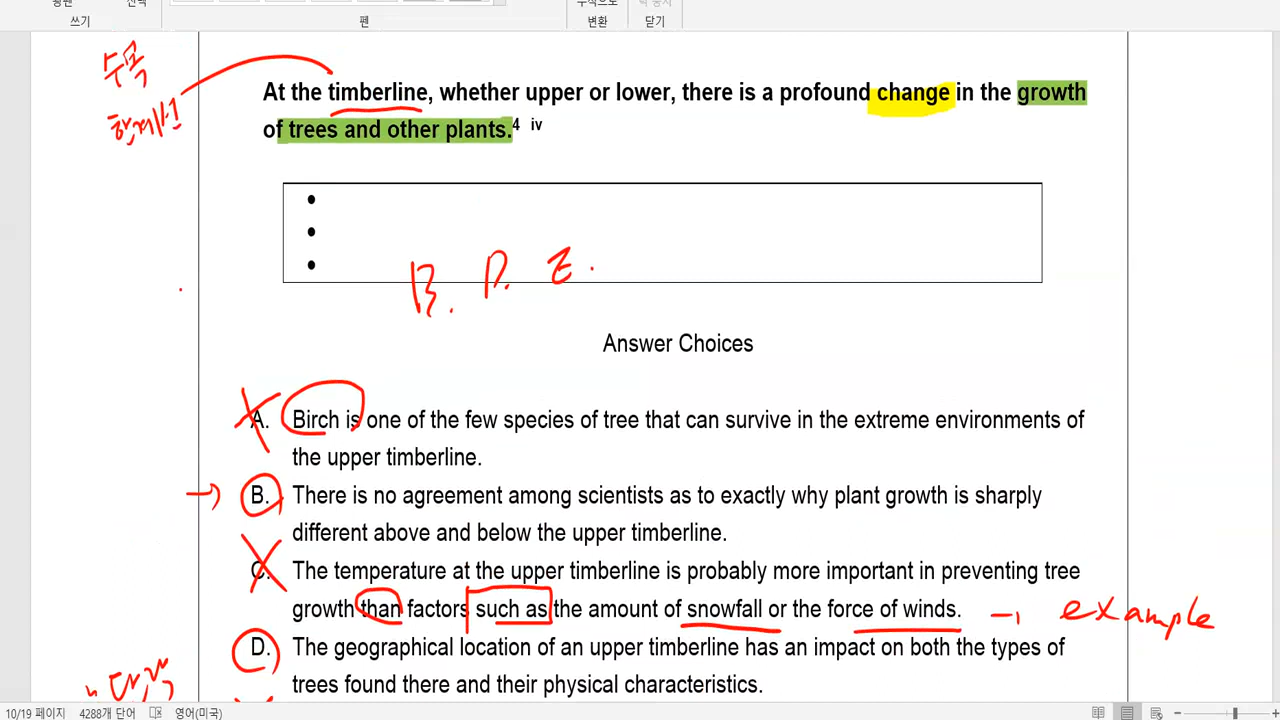 쓰기
펜
변환
닫기
수목
한계선
At the timberline, whether upper or lower, there is a profound change in the growth
of trees and other plants.4 iv
•
•
•
B. D. E.
Answer Choices
A. Birch is one of the few species of tree that can survive in the extreme environments of
the upper timberline.
→ B. There is no agreement among scientists as to exactly why plant growth is sharply
different above and below the upper timberline.
C. The temperature at the upper timberline is probably more important in preventing tree
growth than factors such as the amount of snowfall or the force of winds. → example
D. The geographical location of an upper timberline has an impact on both the types of
trees found there and their physical characteristics.
10/19 페이지 4288개 단어 영어(미국)